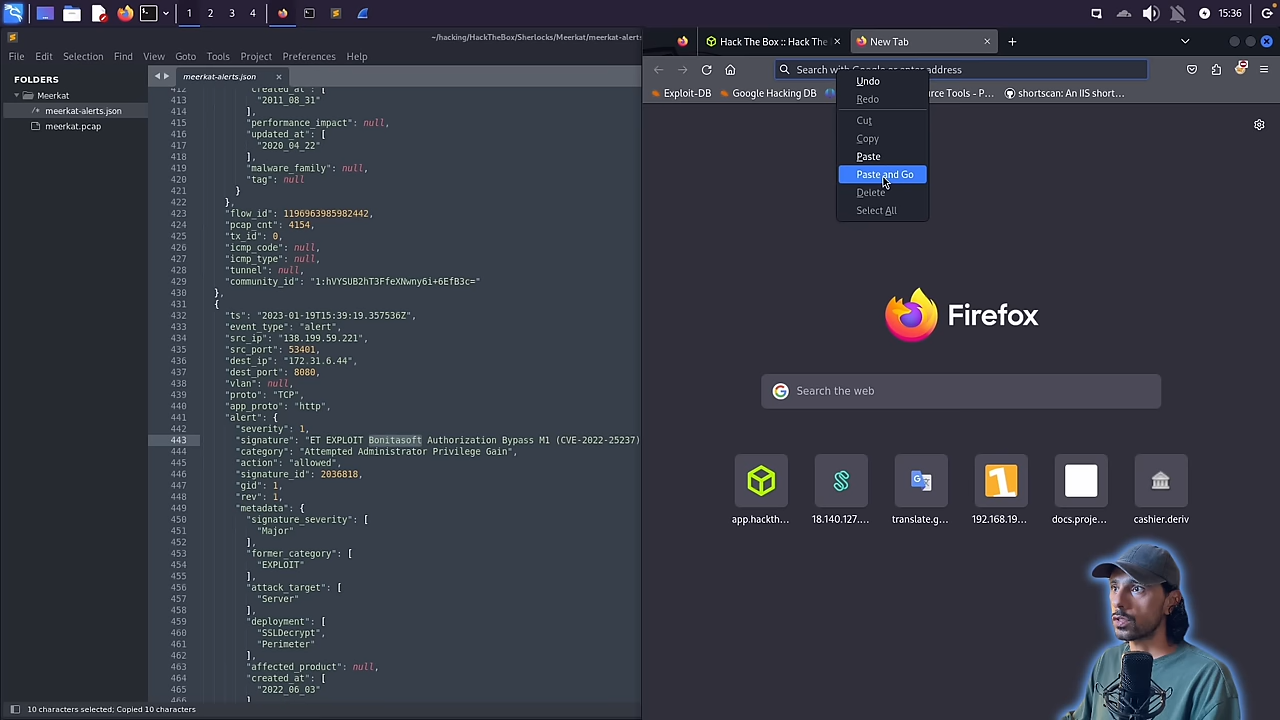 15:36
~/hacking/HackTheBox/Sherlocks/Meerkat/meerkat-alerts
File Edit Selection Find View Goto Tools Project Preferences Help
FOLDERS
Meerkat
/* meerkat-alerts.json
meerkat.pcap
meerkat-alerts.json
412 "created_at": [
413 "2011_08_31"
414 ],
415 "performance_impact": null,
416 "updated_at": [
417 "2020_04_22"
418 ],
419 "malware_family": null,
420 "tag": null
421 }
422 },
423 "flow_id": 1196963985982442,
424 "pcap_cnt": 4154,
425 "tx_id": 0,
426 "icmp_code": null,
427 "icmp_type": null,
428 "tunnel": null,
429 "community_id": "1:hVYSUB2hT3FfeXNwny6i+6EfB3c="
430 },
431 {
432 "ts": "2023-01-19T15:39:19.357536Z",
433 "event_type": "alert",
434 "src_ip": "138.199.59.221",
435 "src_port": 53401,
436 "dest_ip": "172.31.6.44",
437 "dest_port": 8080,
438 "vlan": null,
439 "proto": "TCP",
440 "app_proto": "http",
441 "alert": {
442 "severity": 1,
443 "signature": "ET EXPLOIT Bonitasoft Authorization Bypass M1 (CVE-2022-25237)
444 "category": "Attempted Administrator Privilege Gain",
445 "action": "allowed",
446 "signature_id": 2036818,
447 "gid": 1,
448 "rev": 1,
449 "metadata": {
450 "signature_severity": [
451 "Major"
452 ],
453 "former_category": [
454 "EXPLOIT"
455 ],
456 "attack_target": [
457 "Server"
458 ],
459 "deployment": [
460 "SSLDecrypt",
461 "Perimeter"
462 ],
463 "affected_product": null,
464 "created_at": [
465 "2022_06_03"
466 ]
10 characters selected; Copied 10 characters
1 2 3 4
Hack The Box :: Hack The
New Tab
Search with Google or enter address
Exploit-DB
Google Hacking DB
urce Tools - P...
shortscan: An IIS short...
Undo
Redo
Cut
Copy
Paste
Paste and Go
Delete
Select All
Firefox
Search the web
app.hackth...
18.140.127....
translate.g...
192.168.19...
docs.proje...
cashier.deriv